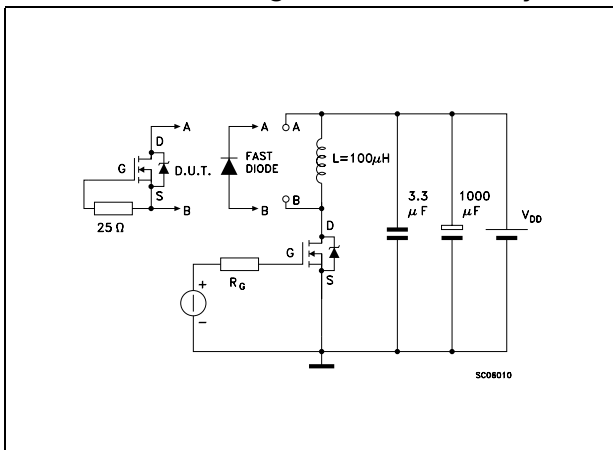 A
A
A
D
G
D.U.T.
S
B
25 Ω
FAST
DIODE
B
L=100μH
B
D
G
S
3.3
μF
1000
μF
VDD
+
RG
−
SC06010